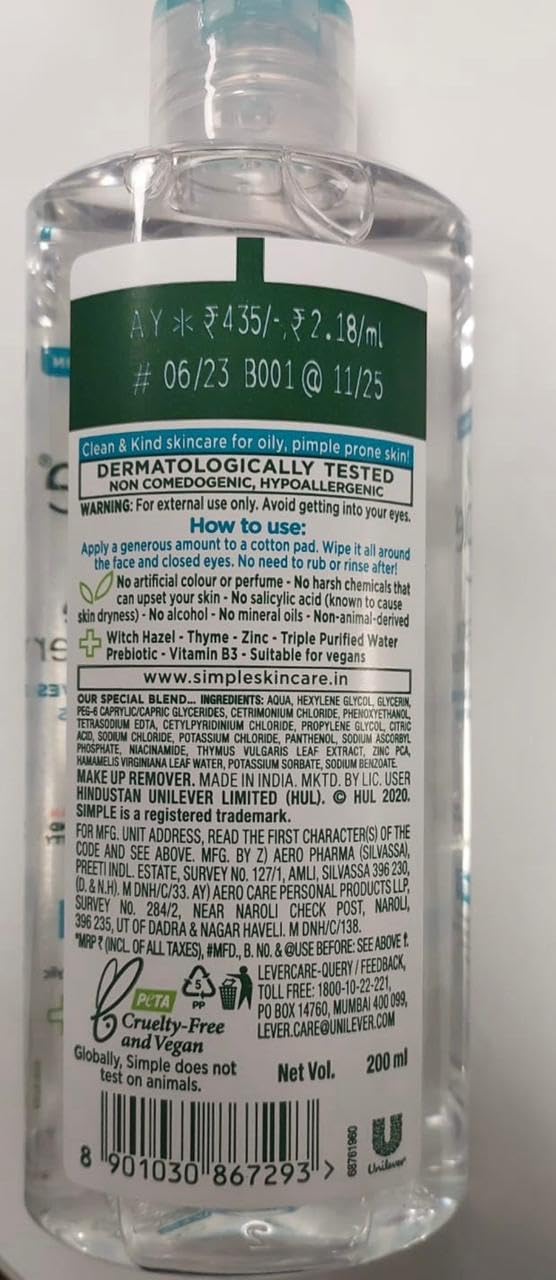 AY * ₹435/-, ₹2.18/ml
# 06/23 B001 @ 11/25
Clean & Kind skincare for oily, pimple prone skin!
DERMATOLOGICALLY TESTED
NON COMEDOGENIC, HYPOALLERGENIC
WARNING: For external use only. Avoid getting into your eyes.
How to use:
Apply a generous amount to a cotton pad. Wipe it all around
the face and closed eyes. No need to rub or rinse after!
No artificial colour or perfume - No harsh chemicals that
can upset your skin - No salicylic acid (known to cause
skin dryness) - No alcohol - No mineral oils - Non-animal-derived
Witch Hazel - Thyme - Zinc - Triple Purified Water
Prebiotic - Vitamin B3 - Suitable for vegans
www.simpleskincare.in
OUR SPECIAL BLEND... INGREDIENTS: AQUA, HEXYLENE GLYCOL, GLYCERIN,
PEG-6 CAPRYLIC/CAPRIC GLYCERIDES, CETRIMONIUM CHLORIDE, PHENOXYETHANOL,
TETRASODIUM EDTA, CETYLPYRIDINIUM CHLORIDE, PROPYLENE GLYCOL, CITRIC
ACID, SODIUM CHLORIDE, POTASSIUM CHLORIDE, PANTHENOL, SODIUM ASCORBYL
PHOSPHATE, NIACINAMIDE, THYMUS VULGARIS LEAF EXTRACT, ZINC PCA,
HAMAMELIS VIRGINIANA LEAF WATER, POTASSIUM SORBATE, SODIUM BENZOATE.
MAKE UP REMOVER. MADE IN INDIA. MKTD. BY LIC. USER
HINDUSTAN UNILEVER LIMITED (HUL). © HUL 2020.
SIMPLE is a registered trademark.
FOR MFG. UNIT ADDRESS, READ THE FIRST CHARACTER(S) OF THE
CODE AND SEE ABOVE. MFG. BY Z) AERO PHARMA (SILVASSA),
PREETI INDL. ESTATE, SURVEY NO. 127/1, AMLI, SILVASSA 396 230,
(D. & N.H). M DNH/C/33. AY) AERO CARE PERSONAL PRODUCTS LLP,
SURVEY NO. 284/2, NEAR NAROLI CHECK POST, NAROLI,
396 235, UT OF DADRA & NAGAR HAVELI. M DNH/C/138.
*MRP ₹ (INCL. OF ALL TAXES), #MFD., B. NO. & @USE BEFORE: SEE ABOVE ↑.
PETA
Cruelty-Free
and Vegan
Globally, Simple does not
test on animals.
5
PP
LEVERCARE-QUERY / FEEDBACK,
TOLL FREE: 1800-10-22-221,
PO BOX 14760, MUMBAI 400 099,
LEVER.CARE@UNILEVER.COM
Net Vol. 200 ml
8 901030 867293 >
68761960
Unilever